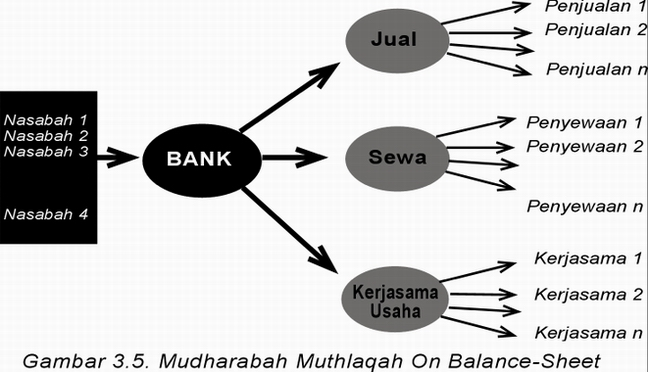 Nasabah 1
Nasabah 2
Nasabah 3
Nasabah 4
BANK
Jual
Penjualan 1
Penjualan 2
Penjualan n
Sewa
Penyewaan 1
Penyewaan 2
Penyewaan n
Kerjasama
Usaha
Kerjasama 1
Kerjasama 2
Kerjasama n
Gambar 3.5. Mudharabah Muthlaqah On Balance-Sheet